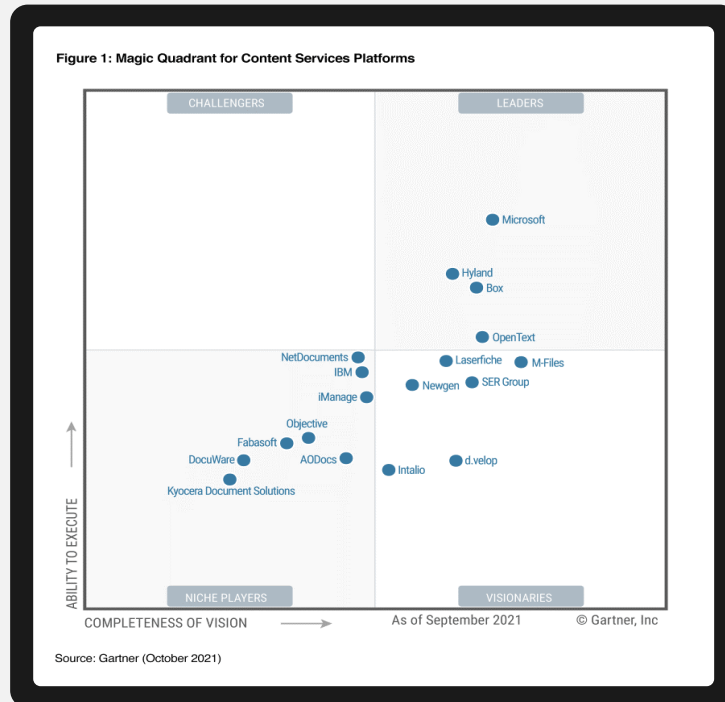 Figure 1: Magic Quadrant for Content Services Platforms
CHALLENGERS
LEADERS
Microsoft
Hyland
Box
OpenText
NetDocuments
Laserfiche
M-Files
IBM
SER Group
Newgen
iManage
Objective
Fabasoft
DocuWare
AODocs
d.velop
Intalio
Kyocera Document Solutions
ABILITY TO EXECUTE
NICHE PLAYERS
VISIONARIES
COMPLETENESS OF VISION
As of September 2021
© Gartner, Inc
Source: Gartner (October 2021)